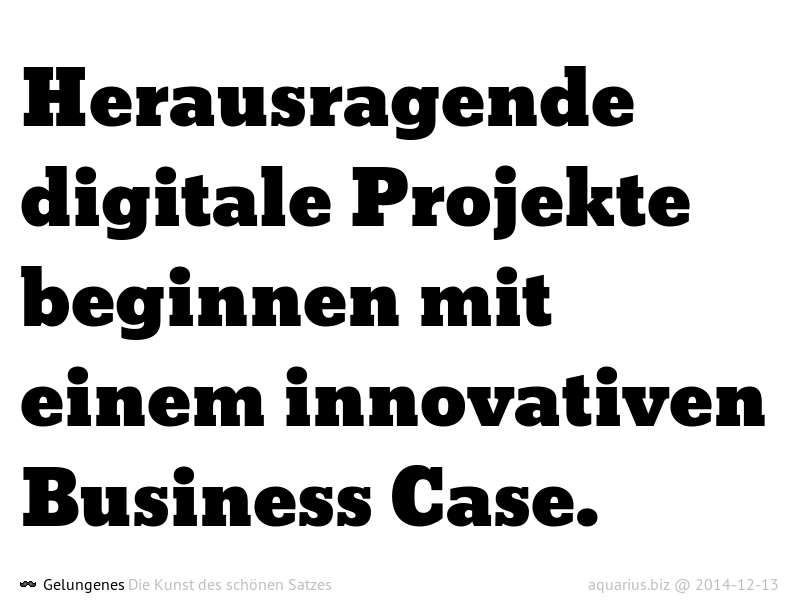 Herausragende
digitale Projekte
beginnen mit
einem innovativen
Business Case.
Gelungenes Die Kunst des schönen Satzes
aquarius.biz @ 2014-12-13